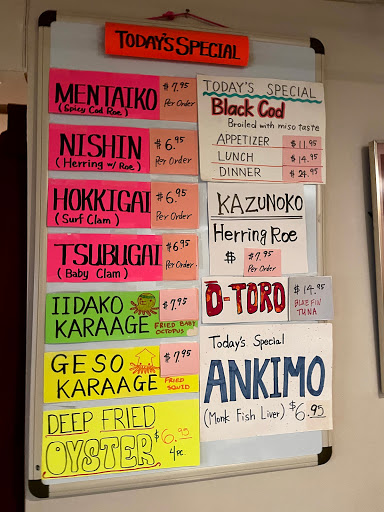 TODAY'S SPECIAL
MENTAIKO
(Spicy Cod Roe)
$7.95
Per Order
NISHIN
(Herring w/ Roe)
$6.95
Per Order
HOKKIGAI
(Surf Clam)
$6.95
Per Order
TSUBUGAI
(Baby Clam)
$6.95
Per Order.
IIDAKO
KARAAGE
$7.95
FRIED BABY
OCTOPUS
GESO
KARAAGE
$7.95
FRIED
SQUID
DEEP FRIED
OYSTER
$6.95
4pc.
TODAY'S SPECIAL
Black Cod
Broiled with miso taste
APPETIZER $11.95
LUNCH $14.95
DINNER $24.95
KAZUNOKO
Herring Roe
$ $7.95
Per Order
O-TORO
$14.95
BLUE FIN
TUNA
Today's Special
ANKIMO
(Monk Fish Liver) $6.95